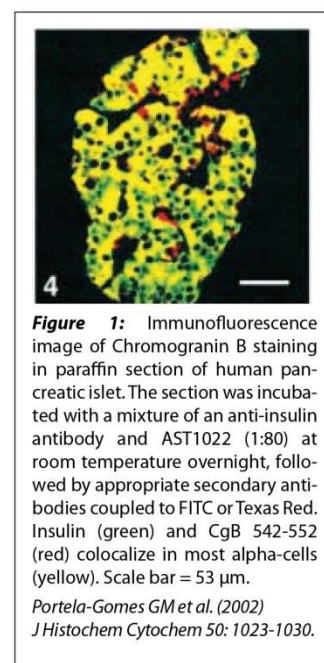 4
Figure 1: Immunofluorescence
image of Chromogranin B staining
in paraffin section of human pan-
creatic islet. The section was incuba-
ted with a mixture of an anti-insulin
antibody and AST1022 (1:80) at
room temperature overnight, follo-
wed by appropriate secondary anti-
bodies coupled to FITC or Texas Red.
Insulin (green) and CgB 542-552
(red) colocalize in most alpha-cells
(yellow). Scale bar = 53 μm.
Portela-Gomes GM et al. (2002)
J Histochem Cytochem 50: 1023-1030.